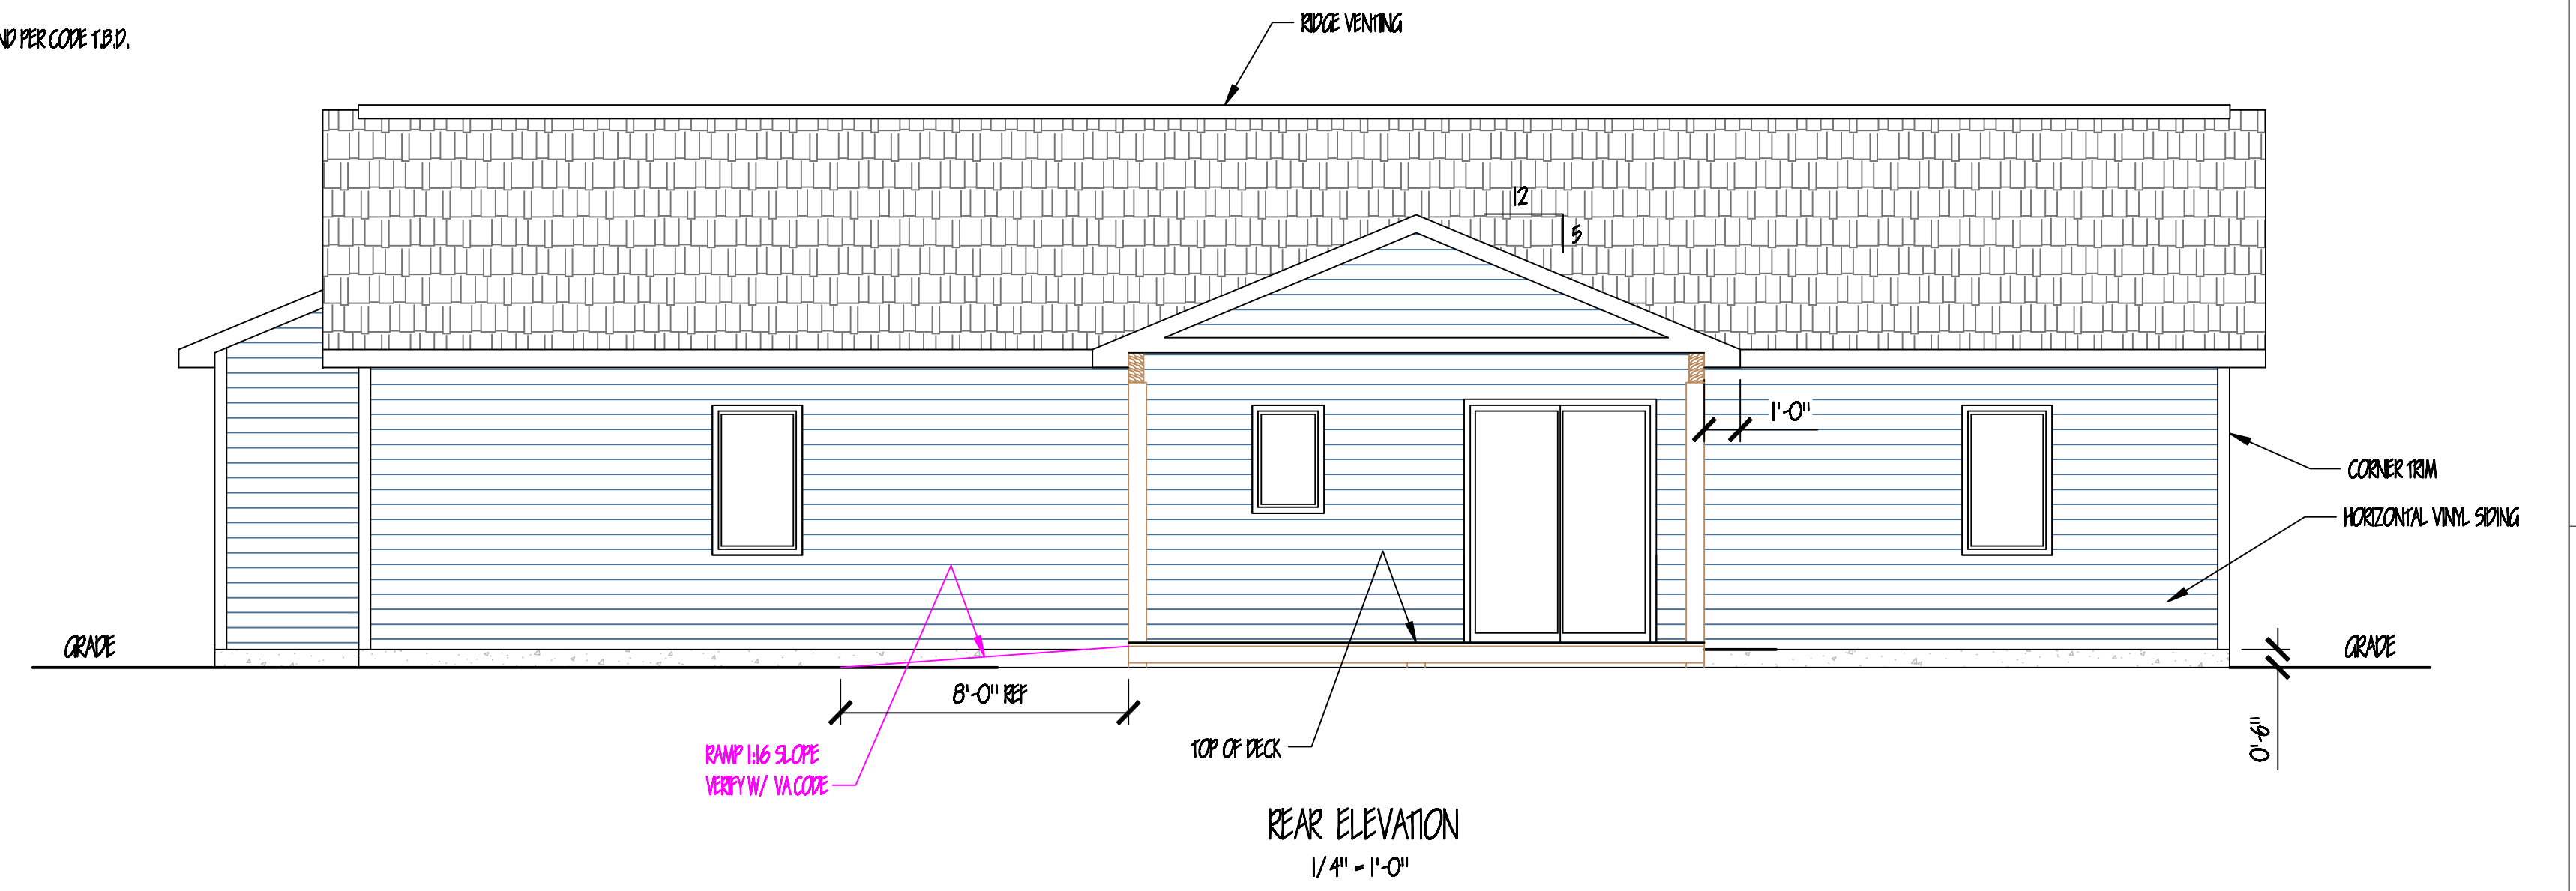 RIDGE VENTING
ND PER CODE T.B.D.
12
5
1'-0"
CORNER TRIM
HORIZONTAL VINYL SIDING
GRADE
GRADE
8'-0" REF
RAMP 1:16 SLOPE
VERIFY W/ VA CODE
TOP OF DECK
0'-6"
REAR ELEVATION
1/4" = 1'-0"